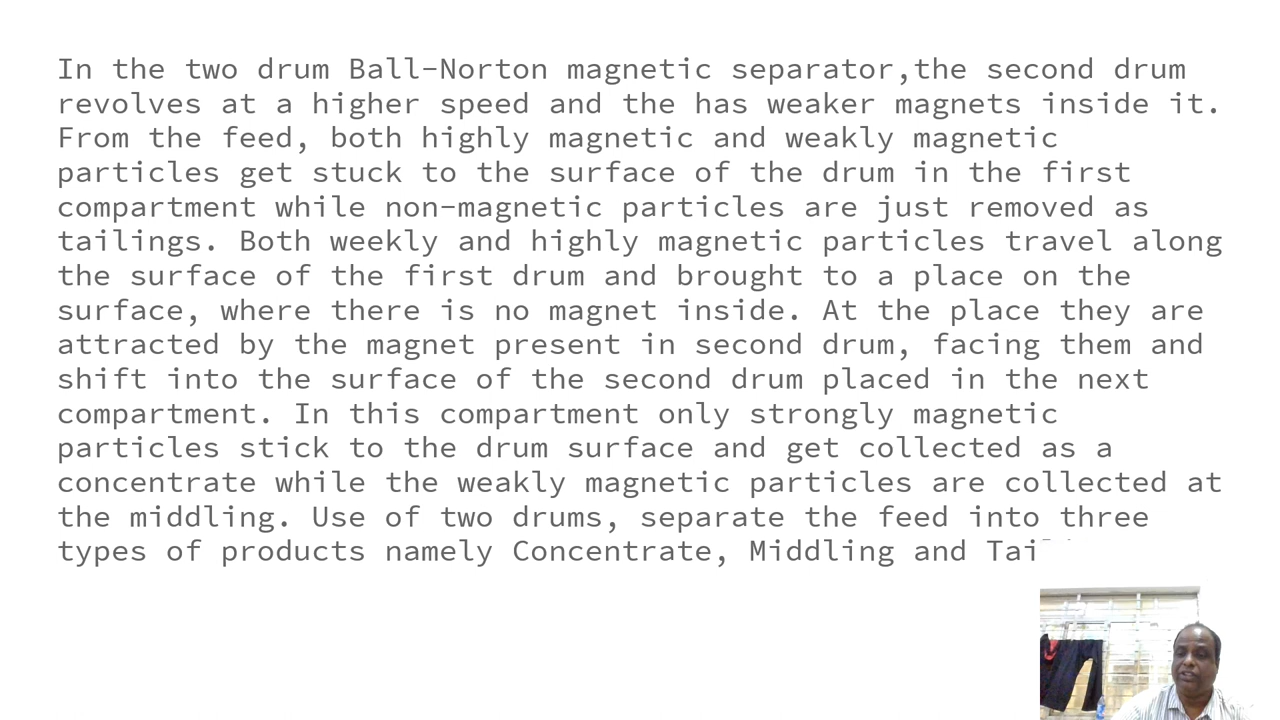 In the two drum Ball-Norton magnetic separator,the second drum
revolves at a higher speed and the has weaker magnets inside it.
From the feed, both highly magnetic and weakly magnetic
particles get stuck to the surface of the drum in the first
compartment while non-magnetic particles are just removed as
tailings. Both weekly and highly magnetic particles travel along
the surface of the first drum and brought to a place on the
surface, where there is no magnet inside. At the place they are
attracted by the magnet present in second drum, facing them and
shift into the surface of the second drum placed in the next
compartment. In this compartment only strongly magnetic
particles stick to the drum surface and get collected as a
concentrate while the weakly magnetic particles are collected at
the middling. Use of two drums, separate the feed into three
types of products namely Concentrate, Middling and